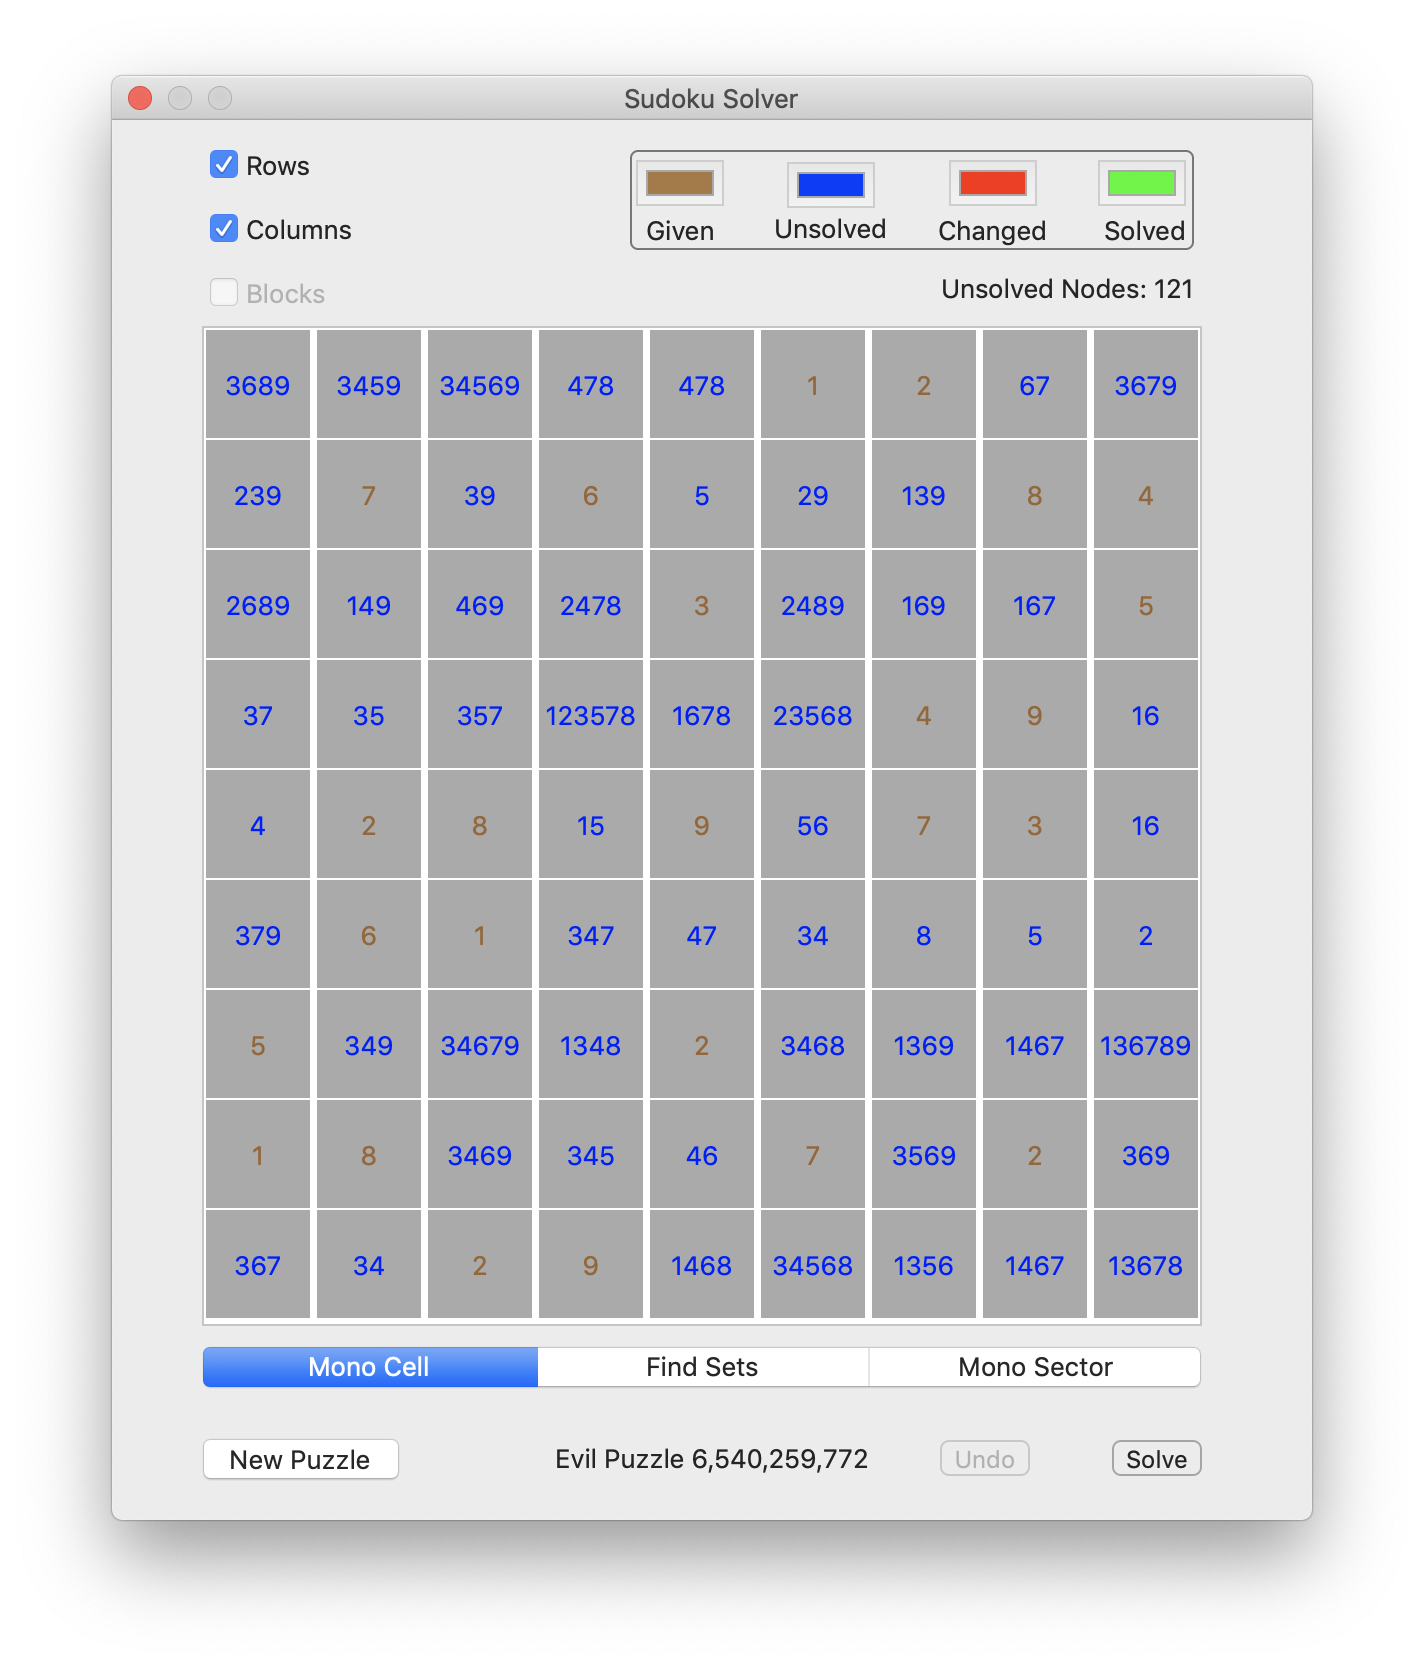 Sudoku Solver
Rows
Columns
Blocks
Given Unsolved Changed Solved
Unsolved Nodes: 121
3689 3459 34569 478 478 1 2 67 3679
239 7 39 6 5 29 139 8 4
2689 149 469 2478 3 2489 169 167 5
37 35 357 123578 1678 23568 4 9 16
4 2 8 15 9 56 7 3 16
379 6 1 347 47 34 8 5 2
5 349 34679 1348 2 3468 1369 1467 136789
1 8 3469 345 46 7 3569 2 369
367 34 2 9 1468 34568 1356 1467 13678
Mono Cell Find Sets Mono Sector
New Puzzle Evil Puzzle 6,540,259,772 Undo Solve